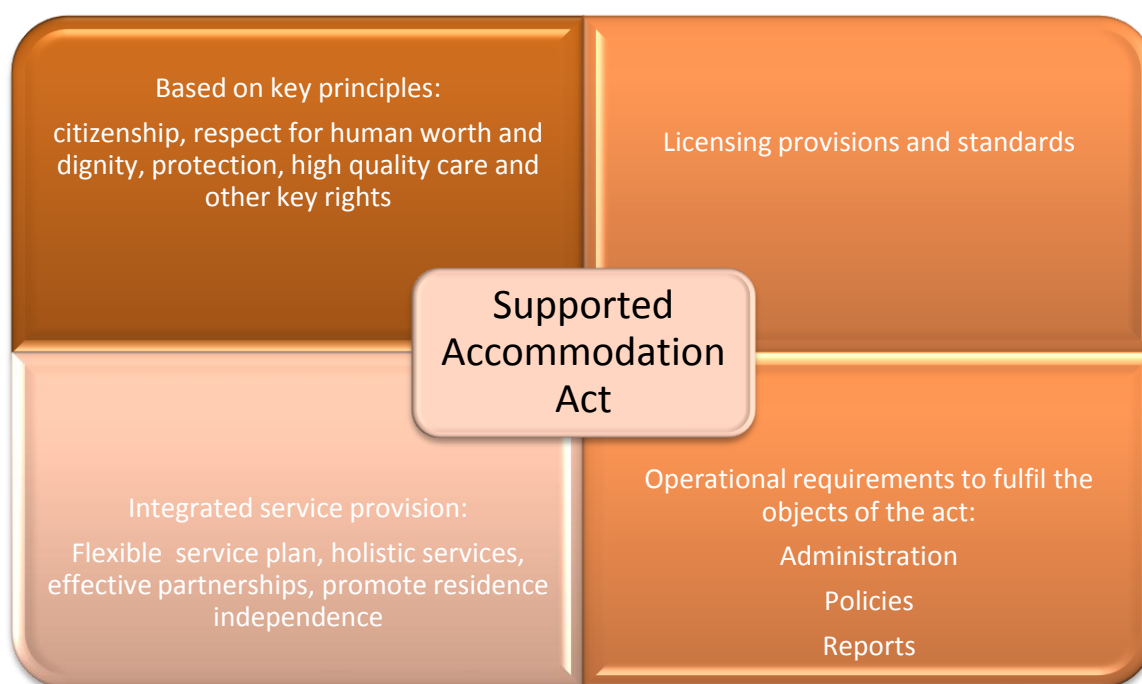 Based on key principles:
citizenship, respect for human worth and
dignity, protection, high quality care and
other key rights
Licensing provisions and standards
Supported
Accommodation
Act
Integrated service provision:
Flexible service plan, holistic services,
effective partnerships, promote residence
independence
Operational requirements to fulfil the
objects of the act:
Administration
Policies
Reports